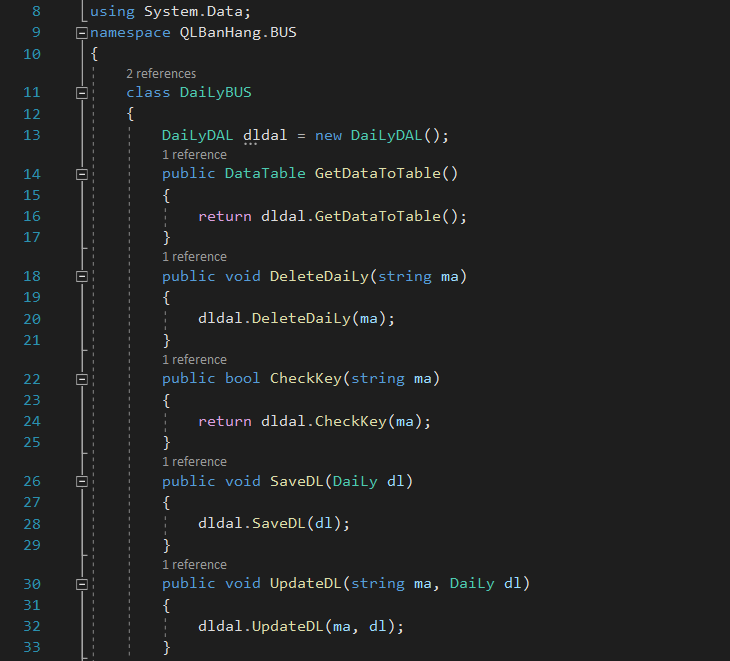 8 using System.Data;
9 namespace QLBanHang.BUS
10 {
2 references
11 class DaiLyBUS
12 {
13 DaiLyDAL dldal = new DaiLyDAL();
1 reference
14 public DataTable GetDataToTable()
15 {
16 return dldal.GetDataToTable();
17 }
1 reference
18 public void DeleteDaiLy(string ma)
19 {
20 dldal.DeleteDaiLy(ma);
21 }
1 reference
22 public bool CheckKey(string ma)
23 {
24 return dldal.CheckKey(ma);
25 }
1 reference
26 public void SaveDL(DaiLy dl)
27 {
28 dldal.SaveDL(dl);
29 }
1 reference
30 public void UpdateDL(string ma, DaiLy dl)
31 {
32 dldal.UpdateDL(ma, dl);
33 }